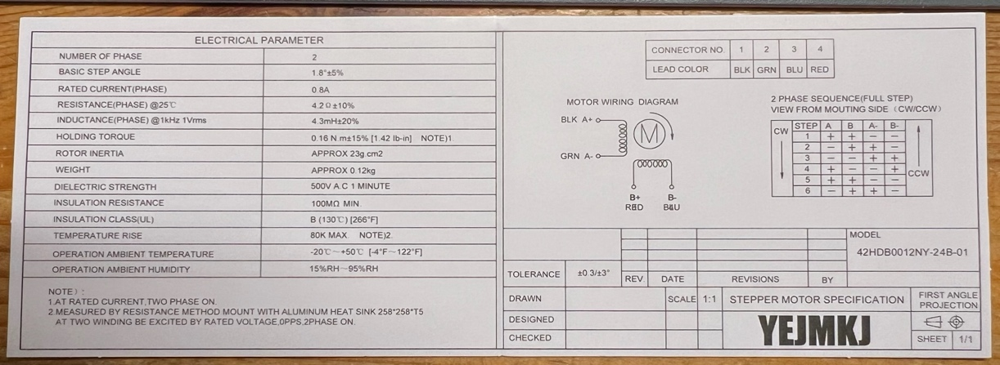 ELECTRICAL PARAMETER
NUMBER OF PHASE 2
BASIC STEP ANGLE 1.8°±5%
RATED CURRENT(PHASE) 0.8A
RESISTANCE(PHASE) @25℃ 4.2Ω±10%
INDUCTANCE(PHASE) @1kHz 1Vrms 4.3mH±20%
HOLDING TORQUE 0.16 N m±15% [1.42 lb-in] NOTE)1.
ROTOR INERTIA APPROX 23g.cm2
WEIGHT APPROX 0.12kg
DIELECTRIC STRENGTH 500V A.C 1 MINUTE
INSULATION RESISTANCE 100MΩ MIN.
INSULATION CLASS(UL) B (130℃) [266°F]
TEMPERATURE RISE 80K MAX. NOTE)2.
OPERATION AMBIENT TEMPERATURE -20℃~+50℃ [-4°F~122°F]
OPERATION AMBIENT HUMIDITY 15%RH~95%RH
NOTE) :
1.AT RATED CURRENT,TWO PHASE ON.
2.MEASURED BY RESISTANCE METHOD MOUNT WITH ALUMINUM HEAT SINK 258*258*T5
AT TWO WINDING BE EXCITED BY RATED VOLTAGE,0PPS.2PHASE ON.
CONNECTOR NO. 1 2 3 4
LEAD COLOR BLK GRN BLU RED
MOTOR WIRING DIAGRAM
BLK A+
M
GRN A-
B+ B-
RED BLU
2 PHASE SEQUENCE(FULL STEP)
VIEW FROM MOUTING SIDE (CW/CCW)
CW STEP A B A- B-
1 + + − −
2 − + + −
3 − − + +
4 + − − +
5 + + − −
6 − + + −
CCW
MODEL
42HDB0012NY-24B-01
TOLERANCE ±0.3/±3°
REV. DATE REVISIONS BY
DRAWN SCALE 1:1 STEPPER MOTOR SPECIFICATION FIRST ANGLE
PROJECTION
DESIGNED
YEJMKJ
CHECKED SHEET 1/1